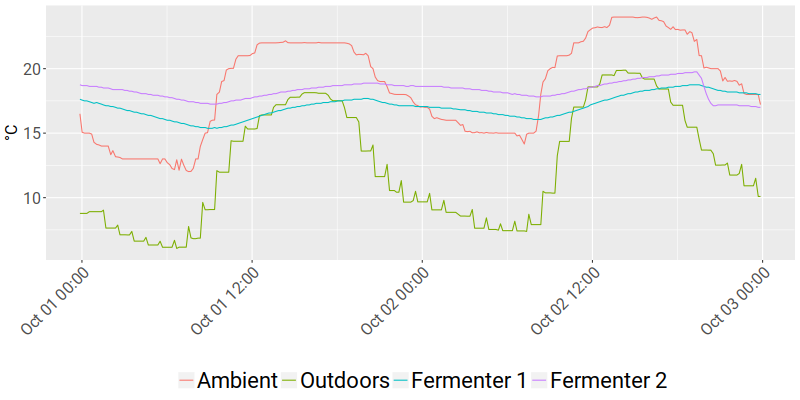 °C
20
15
10
Oct 01 00:00
Oct 01 12:00
Oct 02 00:00
Oct 02 12:00
Oct 03 00:00
Ambient Outdoors Fermenter 1 Fermenter 2